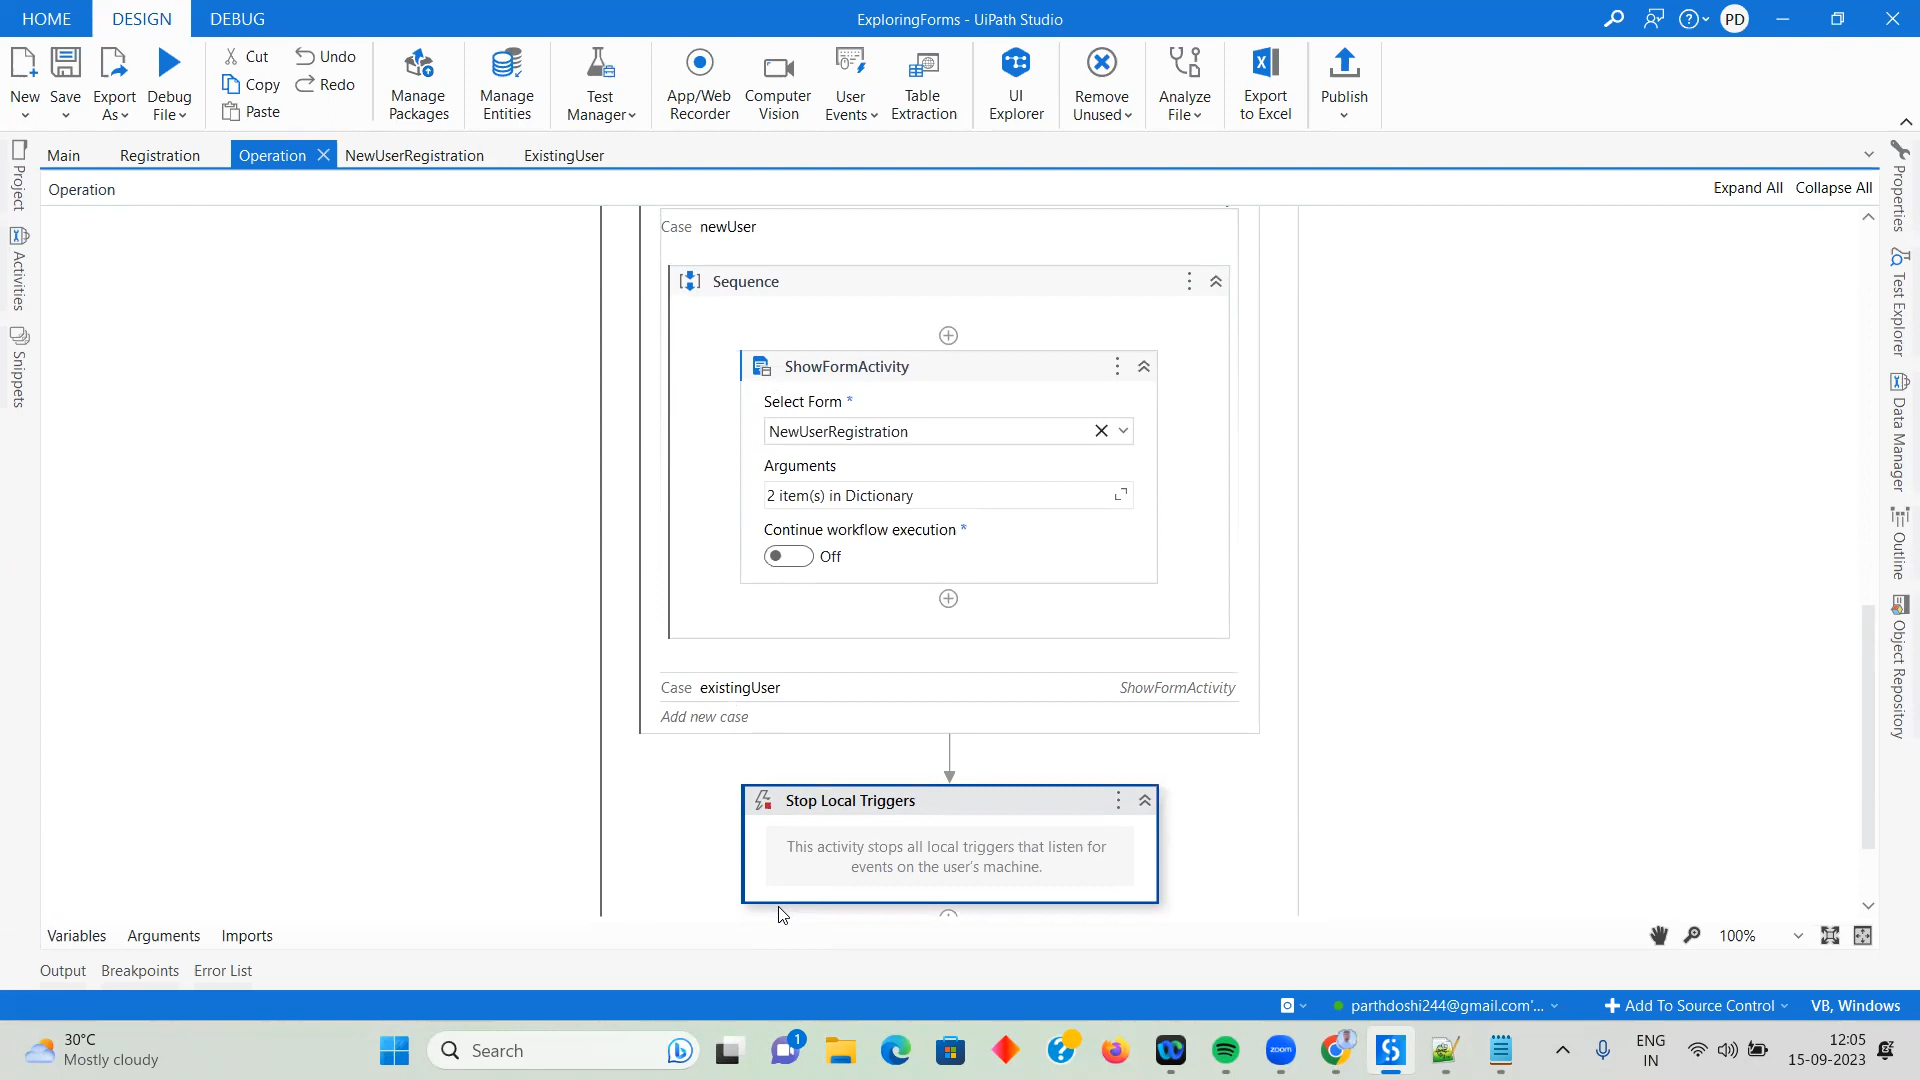 HOME DESIGN DEBUG ExploringForms - UiPath Studio PD
New Save Export As Debug File Cut Copy Paste Undo Redo Manage Packages Manage Entities Test Manager App/Web Recorder Computer Vision User Events Table Extraction UI Explorer Remove Unused Analyze File Export to Excel Publish
Main Registration Operation NewUserRegistration ExistingUser
Operation Expand All Collapse All
Project
Activities
Snippets
Case newUser
Sequence
ShowFormActivity
Select Form *
NewUserRegistration
Arguments
2 item(s) in Dictionary
Continue workflow execution *
Off
Case existingUser ShowFormActivity
Add new case
Stop Local Triggers
This activity stops all local triggers that listen for
events on the user's machine.
Properties
Test Explorer
Data Manager
Outline
Object Repository
Variables Arguments Imports 100%
Output Breakpoints Error List
parthdoshi244@gmail.com'... Add To Source Control VB, Windows
30°C
Mostly cloudy
Search
1
zoom
ENG
IN
12:05
15-09-2023